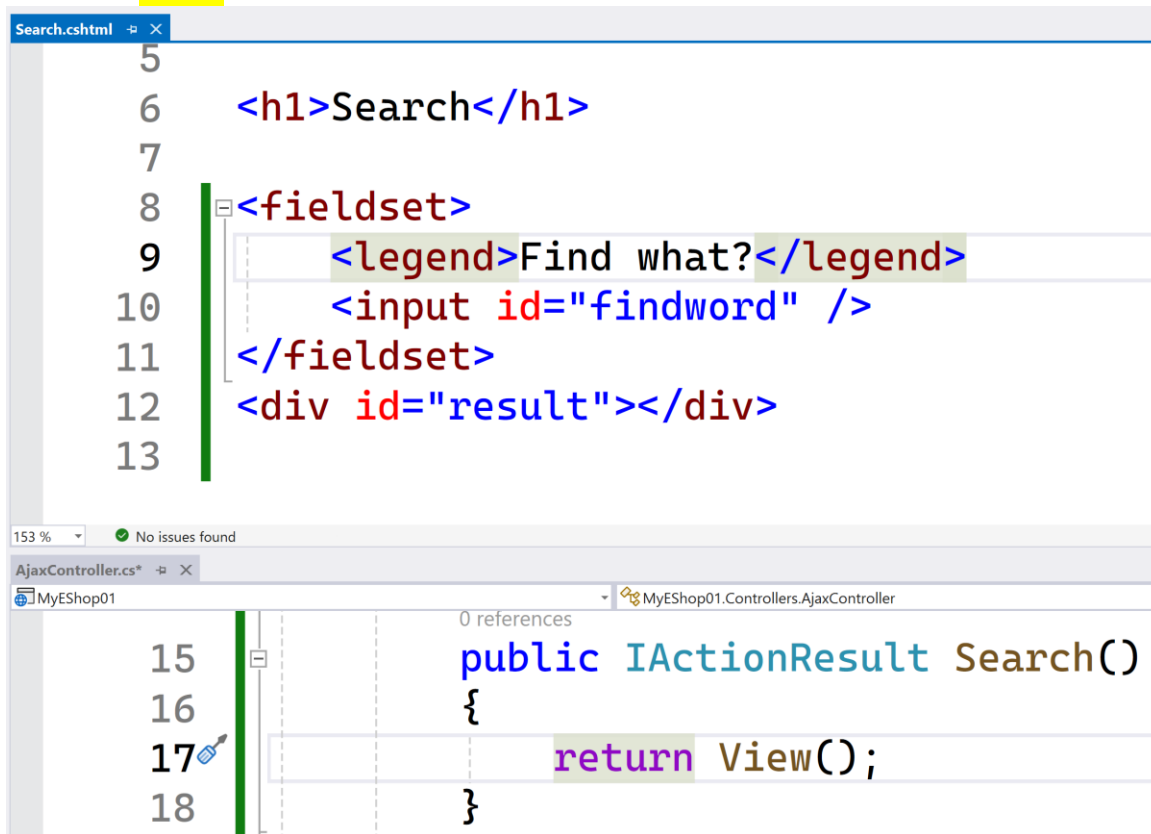 Search.cshtml
5
6 <h1>Search</h1>
7
8 <fieldset>
9 <legend>Find what?</legend>
10 <input id="findword" />
11 </fieldset>
12 <div id="result"></div>
13
153 % No issues found
AjaxController.cs*
MyEShop01 MyEShop01.Controllers.AjaxController
0 references
15 public IActionResult Search()
16 {
17 return View();
18 }